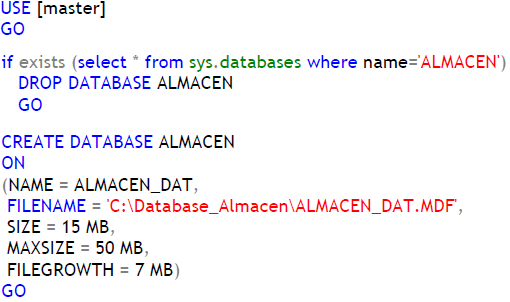 USE [master]
GO
if exists (select * from sys.databases where name='ALMACEN')
DROP DATABASE ALMACEN
GO
CREATE DATABASE ALMACEN
ON
(NAME = ALMACEN_DAT,
FILENAME = 'C:\Database_Almacen\ALMACEN_DAT.MDF',
SIZE = 15 MB,
MAXSIZE = 50 MB,
FILEGROWTH = 7 MB)
GO